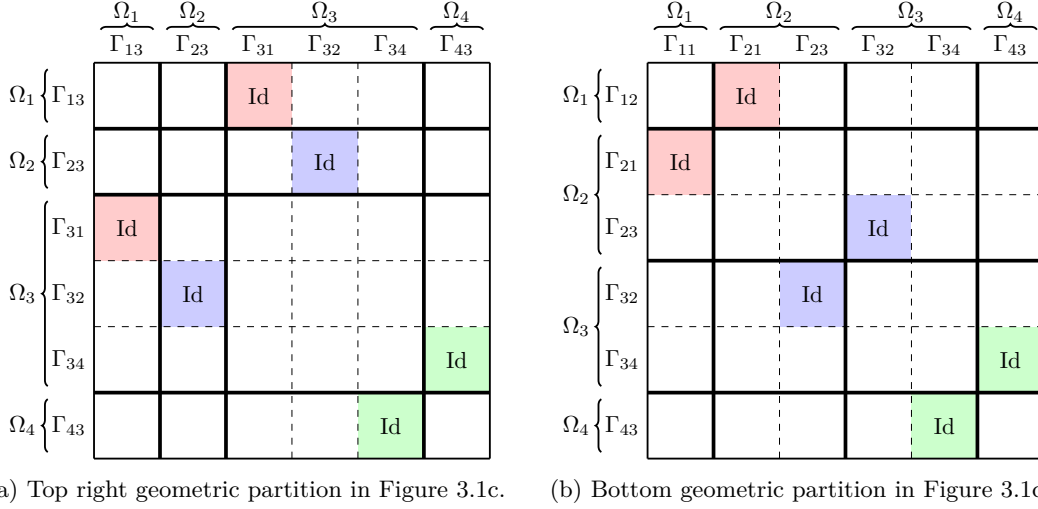 Ω1 Ω2 Ω3 Ω4
Γ13 Γ23 Γ31 Γ32 Γ34 Γ43
Ω1 Γ13 Id
Ω2 Γ23 Id
Γ31 Id
Ω3 Γ32 Id
Γ34 Id
Ω4 Γ43 Id
a) Top right geometric partition in Figure 3.1c.
Ω1 Ω2 Ω3 Ω4
Γ11 Γ21 Γ23 Γ32 Γ34 Γ43
Ω1 Γ12 Id
Γ21 Id
Ω2
Γ23 Id
Γ32 Id
Ω3
Γ34 Id
Ω4 Γ43 Id
(b) Bottom geometric partition in Figure 3.1c